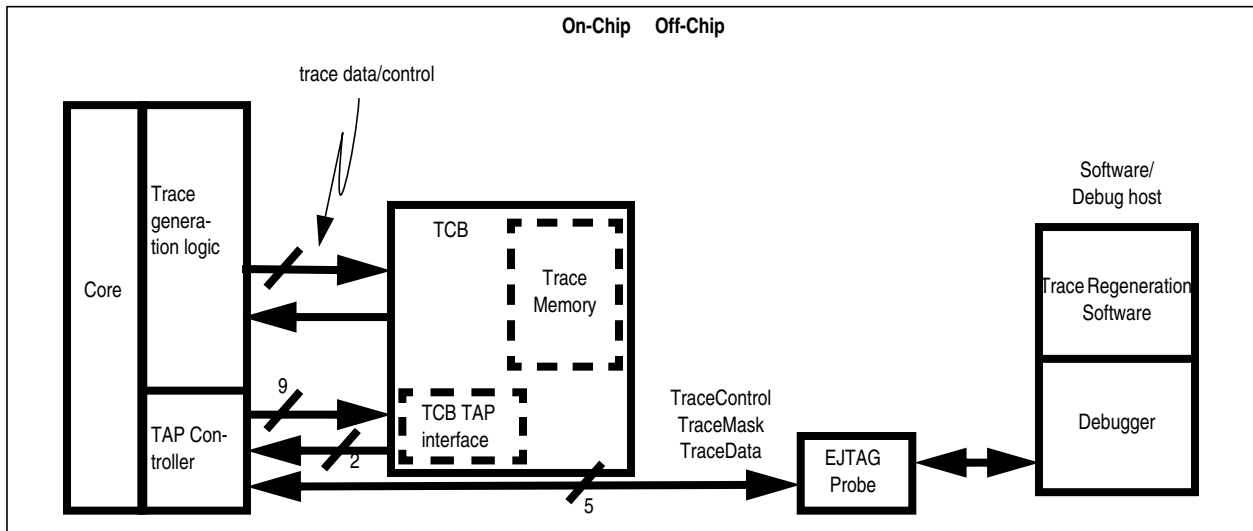 On-Chip Off-Chip
trace data/control
Core
Trace
genera-
tion logic
TAP Con-
troller
9
2
5
TCB
Trace
Memory
TCB TAP
interface
TraceControl
TraceMask
TraceData
EJTAG
Probe
Software/
Debug host
Trace Regeneration
Software
Debugger